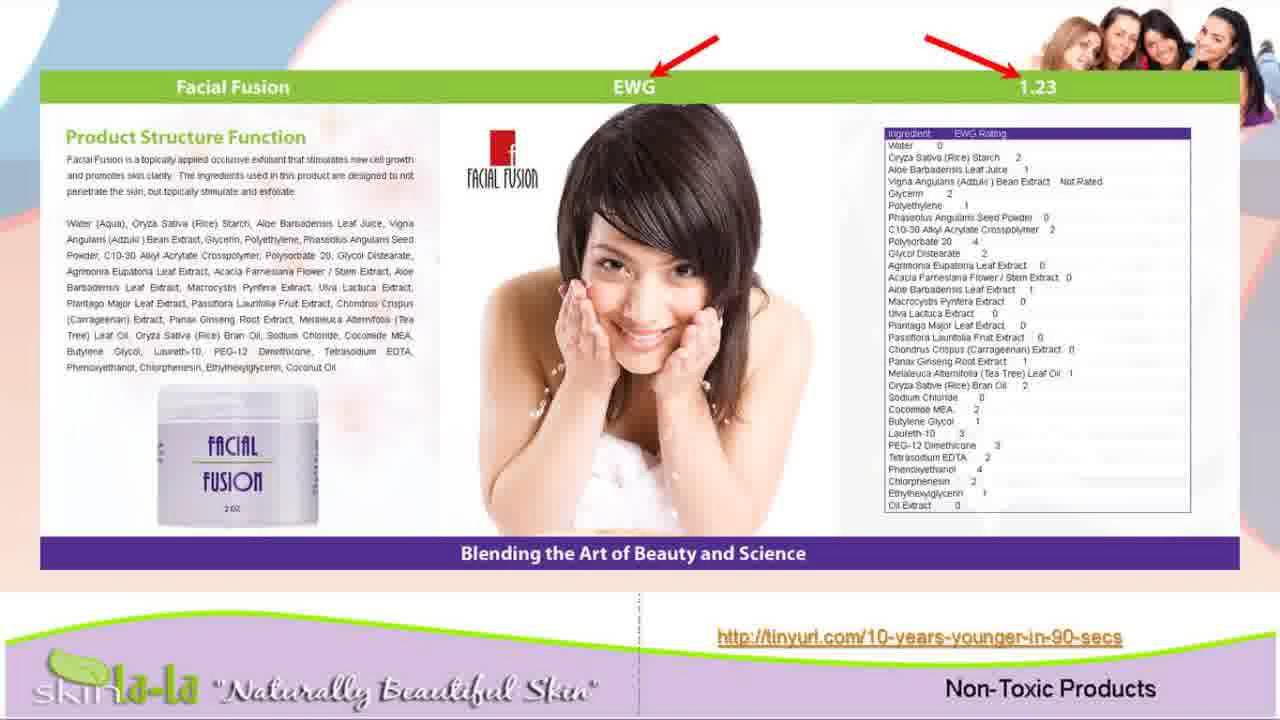 Facial Fusion
EWG
1.23
Product Structure Function
Facial Fusion is a topically applied occlusive exfoliant that stimulates new cell growth
and promotes skin clarity. The ingredients used in this product are designed to not
penetrate the skin, but topically stimulate and exfoliate.
Water (Aqua), Oryza Sativa (Rice) Starch, Aloe Barbadensis Leaf Juice, Vigna
Angularis (Adzuki ) Bean Extract, Glycerin, Polyethylene, Phaseolus Angularis Seed
Powder, C10-30 Alkyl Acrylate Crosspolymer, Polysorbate 20, Glycol Distearate,
Agrimonia Eupatoria Leaf Extract, Acacia Farnesiana Flower / Stem Extract, Aloe
Barbadensis Leaf Extract, Macrocystis Pyrifera Extract, Ulva Lactuca Extract,
Plantago Major Leaf Extract, Passiflora Laurifolia Fruit Extract, Chondrus Crispus
(Carrageenan) Extract, Panax Ginseng Root Extract, Melaleuca Alternifolia (Tea
Tree) Leaf Oil, Oryza Sativa (Rice) Bran Oil, Sodium Chloride, Cocomide MEA,
Butylene Glycol, Laureth-10, PEG-12 Dimethicone, Tetrasodium EDTA,
Phenoxyethanol, Chlorphenesin, Ethylhexylglycerin, Coconut Oil
FACIAL
FUSION
2 OZ
f
FACIAL FUSION
Ingredient EWG Rating
Water 0
Oryza Sativa (Rice) Starch 2
Aloe Barbadensis Leaf Juice 1
Vigna Angularis (Adzuki ) Bean Extract Not Rated
Glycerin 2
Polyethylene 1
Phaseolus Angularis Seed Powder 0
C10-30 Alkyl Acrylate Crosspolymer 2
Polysorbate 20 4
Glycol Distearate 2
Agrimonia Eupatoria Leaf Extract 0
Acacia Farnesiana Flower / Stem Extract 0
Aloe Barbadensis Leaf Extract 1
Macrocystis Pyrifera Extract 0
Ulva Lactuca Extract 0
Plantago Major Leaf Extract 0
Passiflora Laurifolia Fruit Extract 0
Chondrus Crispus (Carrageenan) Extract 0
Panax Ginseng Root Extract 1
Melaleuca Alternifolia (Tea Tree) Leaf Oil 1
Oryza Sative (Rice) Bran Oil 2
Sodium Chloride 0
Cocomide MEA. 2
Butylene Glycol 1
Laureth-10 3
PEG-12 Dimethicone 3
Tetrasodium EDTA 2
Phenoxyethanol 4
Chlorphenesin 2
Ethylhexylglycerin 1
Oil Extract 0
Blending the Art of Beauty and Science
http://tinyurl.com/10-years-younger-in-90-secs
skin la-la "Naturally Beautiful Skin"
Non-Toxic Products